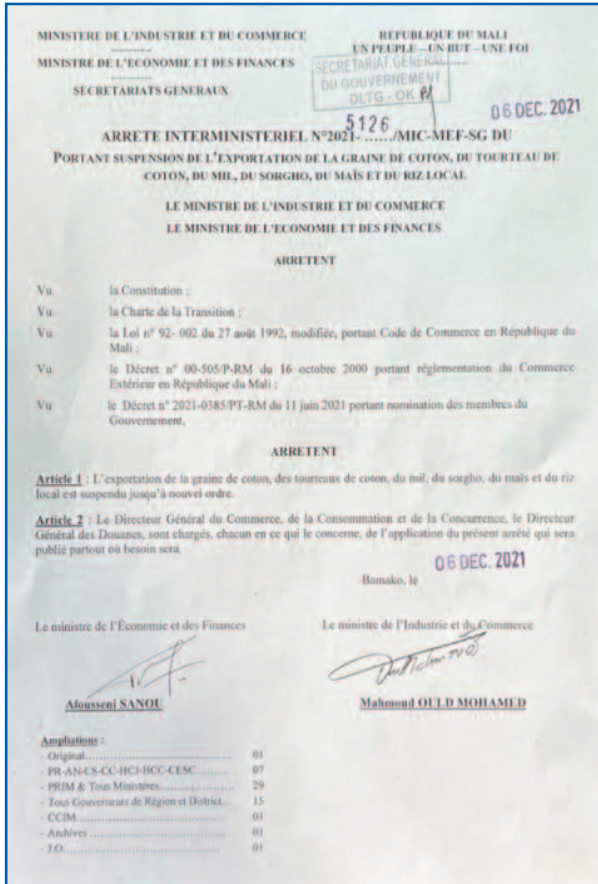 MINISTERE DE L'INDUSTRIE ET DU COMMERCE
REPUBLIQUE DU MALI
UN PEUPLE – UN BUT – UNE FOI
MINISTRE DE L'ECONOMIE ET DES FINANCES
SECRETARIATS GENERAUX
SECRETARIAT GENERAL
DU GOUVERNEMENT
DLTG - OK
06 DEC. 2021
ARRETE INTERMINISTERIEL N°2021- 5126 ....../MIC-MEF-SG DU
PORTANT SUSPENSION DE L'EXPORTATION DE LA GRAINE DE COTON, DU TOURTEAU DE
COTON, DU MIL, DU SORGHO, DU MAÏS ET DU RIZ LOCAL
LE MINISTRE DE L'INDUSTRIE ET DU COMMERCE
LE MINISTRE DE L'ECONOMIE ET DES FINANCES
ARRETENT
Vu la Constitution ;
Vu la Charte de la Transition ;
Vu la Loi n° 92- 002 du 27 août 1992, modifiée, portant Code de Commerce en République du
Mali ;
Vu le Décret n° 00-505/P-RM du 16 octobre 2000 portant réglementation du Commerce
Extérieur en République du Mali ;
Vu le Décret n° 2021-0385/PT-RM du 11 juin 2021 portant nomination des membres du
Gouvernement,
ARRETENT
Article 1 : L'exportation de la graine de coton, des tourteaux de coton, du mil, du sorgho, du maïs et du riz
local est suspendu jusqu'à nouvel ordre.
Article 2 : Le Directeur Général du Commerce, de la Consommation et de la Concurrence, le Directeur
Général des Douanes, sont chargés, chacun en ce qui le concerne, de l'application du présent arrêté qui sera
publié partout où besoin sera.
06 DEC. 2021
Bamako, le
Le ministre de l'Économie et des Finances
Le ministre de l'Industrie et du Commerce
Alousseni SANOU
Mahmoud OULD MOHAMED
Ampliations :
- Original.................................. 01
- PR-AN-CS-CC-HCJ-HCC-CESC......... 07
- PRIM & Tous Ministères.................. 29
- Tous Gouverneurs de Région et District... 15
- CCIM...................................... 01
- Archives ................................. 01
- J.O........................................ 01